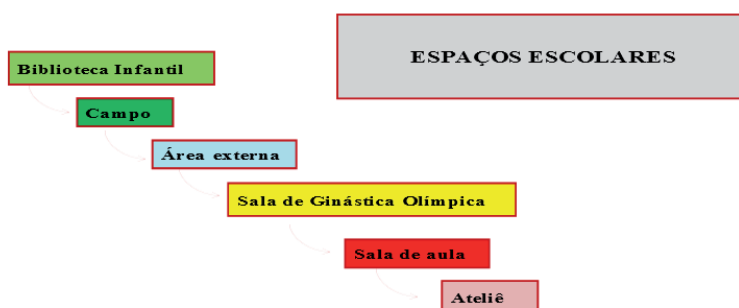 ESPAÇOS ESCOLARES
Biblioteca Infantil
Campo
Área externa
Sala de Ginástica Olímpica
Sala de aula
Ateliê